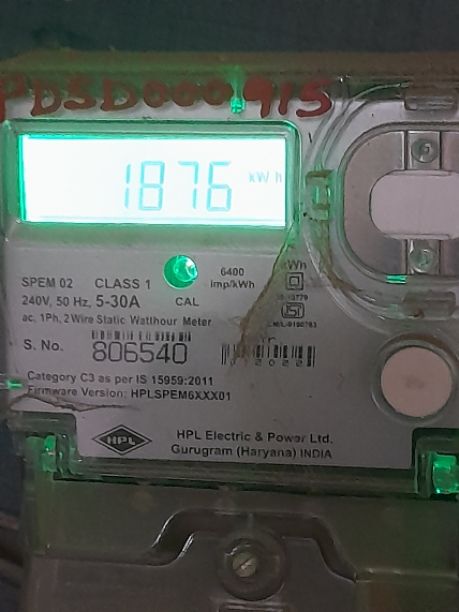 PDSD000915
1876 kWh
6400
imp/kWh
kWh
SPEM 02 CLASS 1
240V, 50 Hz, 5-30A
CAL
ac, 1Ph, 2 Wire Static Watthour Meter
S. No. 806540
Category C3 as per IS 15959:2011
Firmware Version: HPLSPEM6XXX01
HPL
HPL Electric & Power Ltd.
Gurugram (Haryana) INDIA